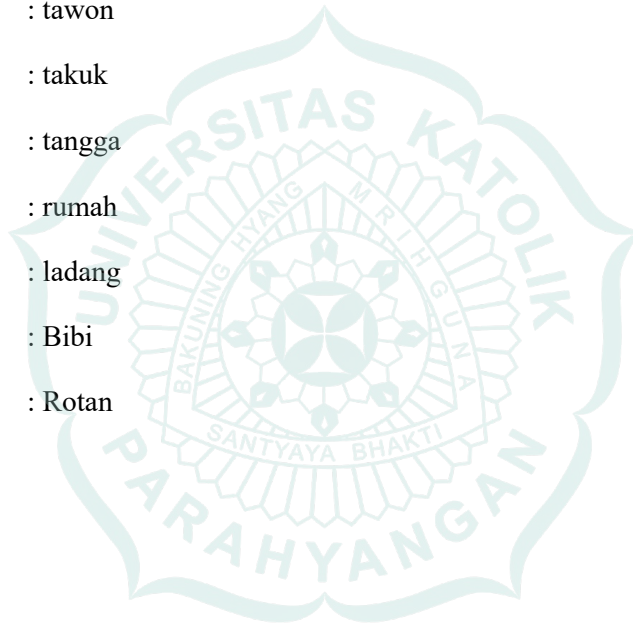 : tawon
: takuk
: tangga
: rumah
: ladang
: Bibi
: Rotan
UNIVERSITAS KATOLIK
BAKUNING HYANG MRIH GUNA
SANTYAYA BHAKTI
PARAHYANGAN